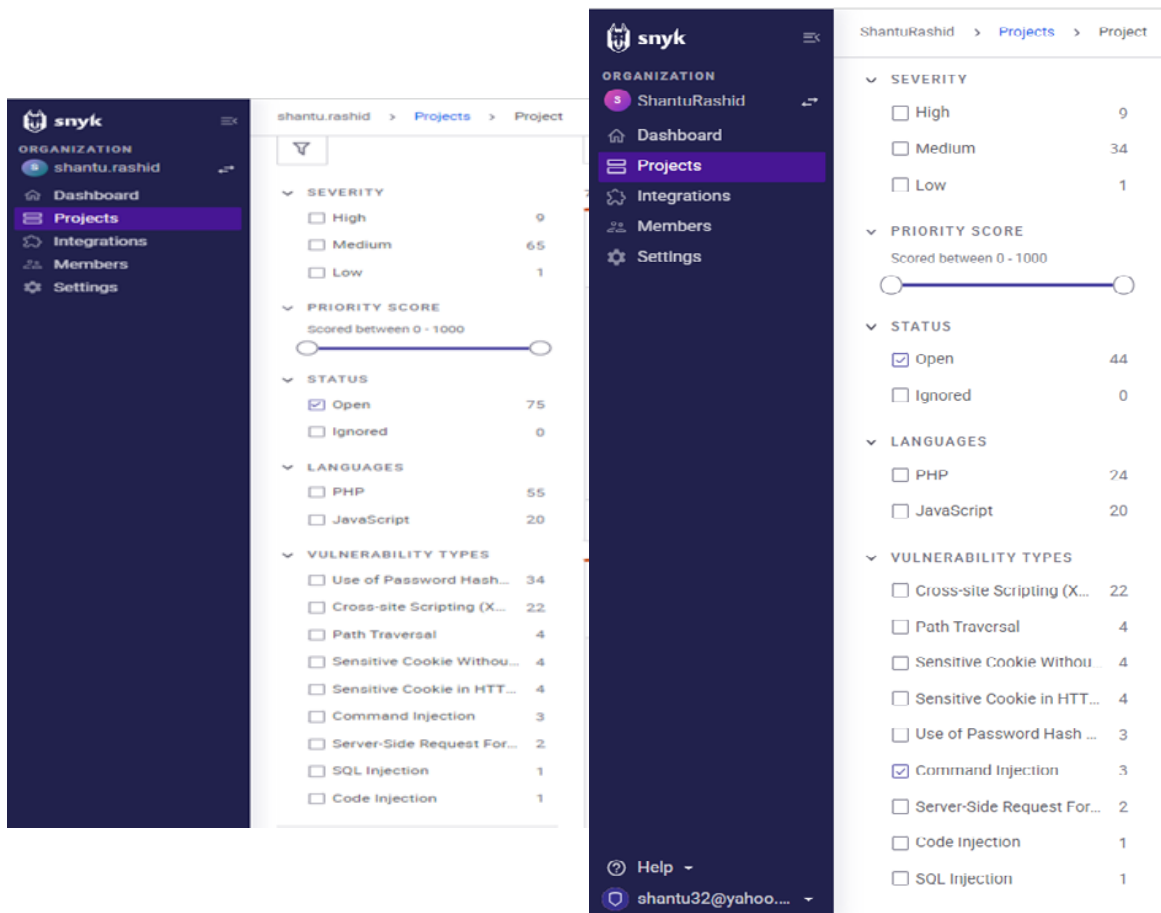 snyk
ORGANIZATION
S shantu.rashid
Dashboard
Projects
Integrations
Members
Settings
shantu.rashid > Projects > Project
SEVERITY
High 9
Medium 65
Low 1
PRIORITY SCORE
Scored between 0 - 1000
STATUS
Open 75
Ignored 0
LANGUAGES
PHP 55
JavaScript 20
VULNERABILITY TYPES
Use of Password Hash... 34
Cross-site Scripting (X... 22
Path Traversal 4
Sensitive Cookie Withou... 4
Sensitive Cookie in HTT... 4
Command Injection 3
Server-Side Request For... 2
SQL Injection 1
Code Injection 1
snyk
ORGANIZATION
S ShantuRashid
Dashboard
Projects
Integrations
Members
Settings
Help
shantu32@yahoo....
ShantuRashid > Projects > Project
SEVERITY
High 9
Medium 34
Low 1
PRIORITY SCORE
Scored between 0 - 1000
STATUS
Open 44
Ignored 0
LANGUAGES
PHP 24
JavaScript 20
VULNERABILITY TYPES
Cross-site Scripting (X... 22
Path Traversal 4
Sensitive Cookie Withou... 4
Sensitive Cookie in HTT... 4
Use of Password Hash ... 3
Command Injection 3
Server-Side Request For... 2
Code Injection 1
SQL Injection 1